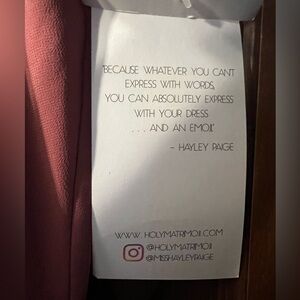 "BECAUSE WHATEVER YOU CAN'T
EXPRESS WITH WORDS,
YOU CAN ABSOLUTELY EXPRESS
WITH YOUR DRESS
. . . AND AN EMOJI."
- HAYLEY PAIGE
WWW. HOLYMATRIMOJI.COM
@HOLYMATRIMOJI
@MISSHAYLEYPAIGE